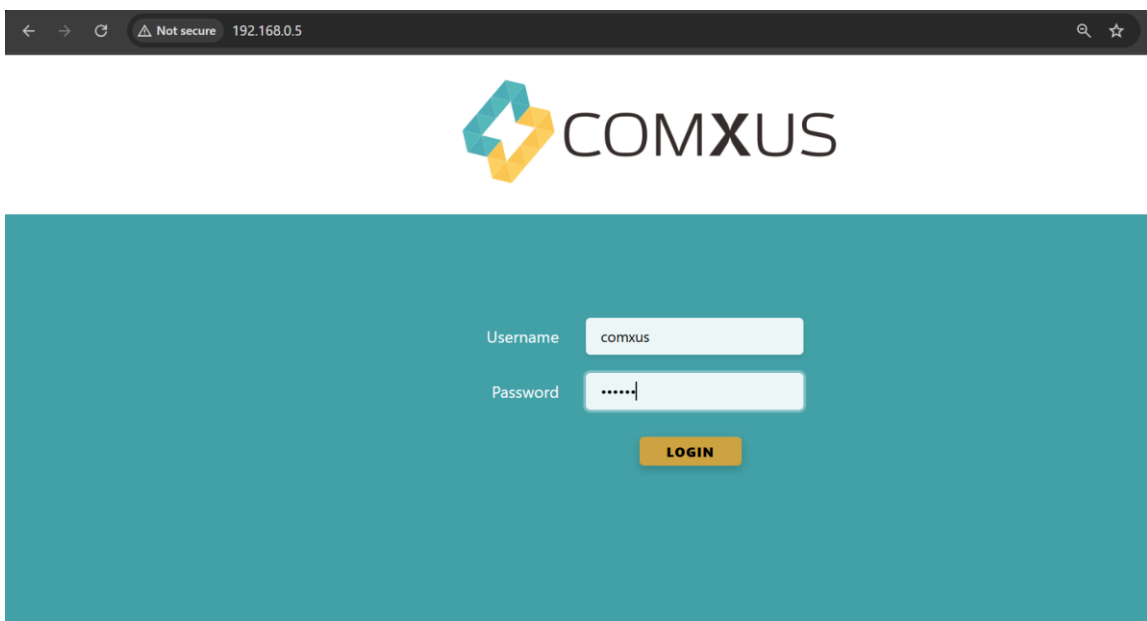 Not secure 192.168.0.5
COMXUS
Username comxus
Password ••••••
LOGIN